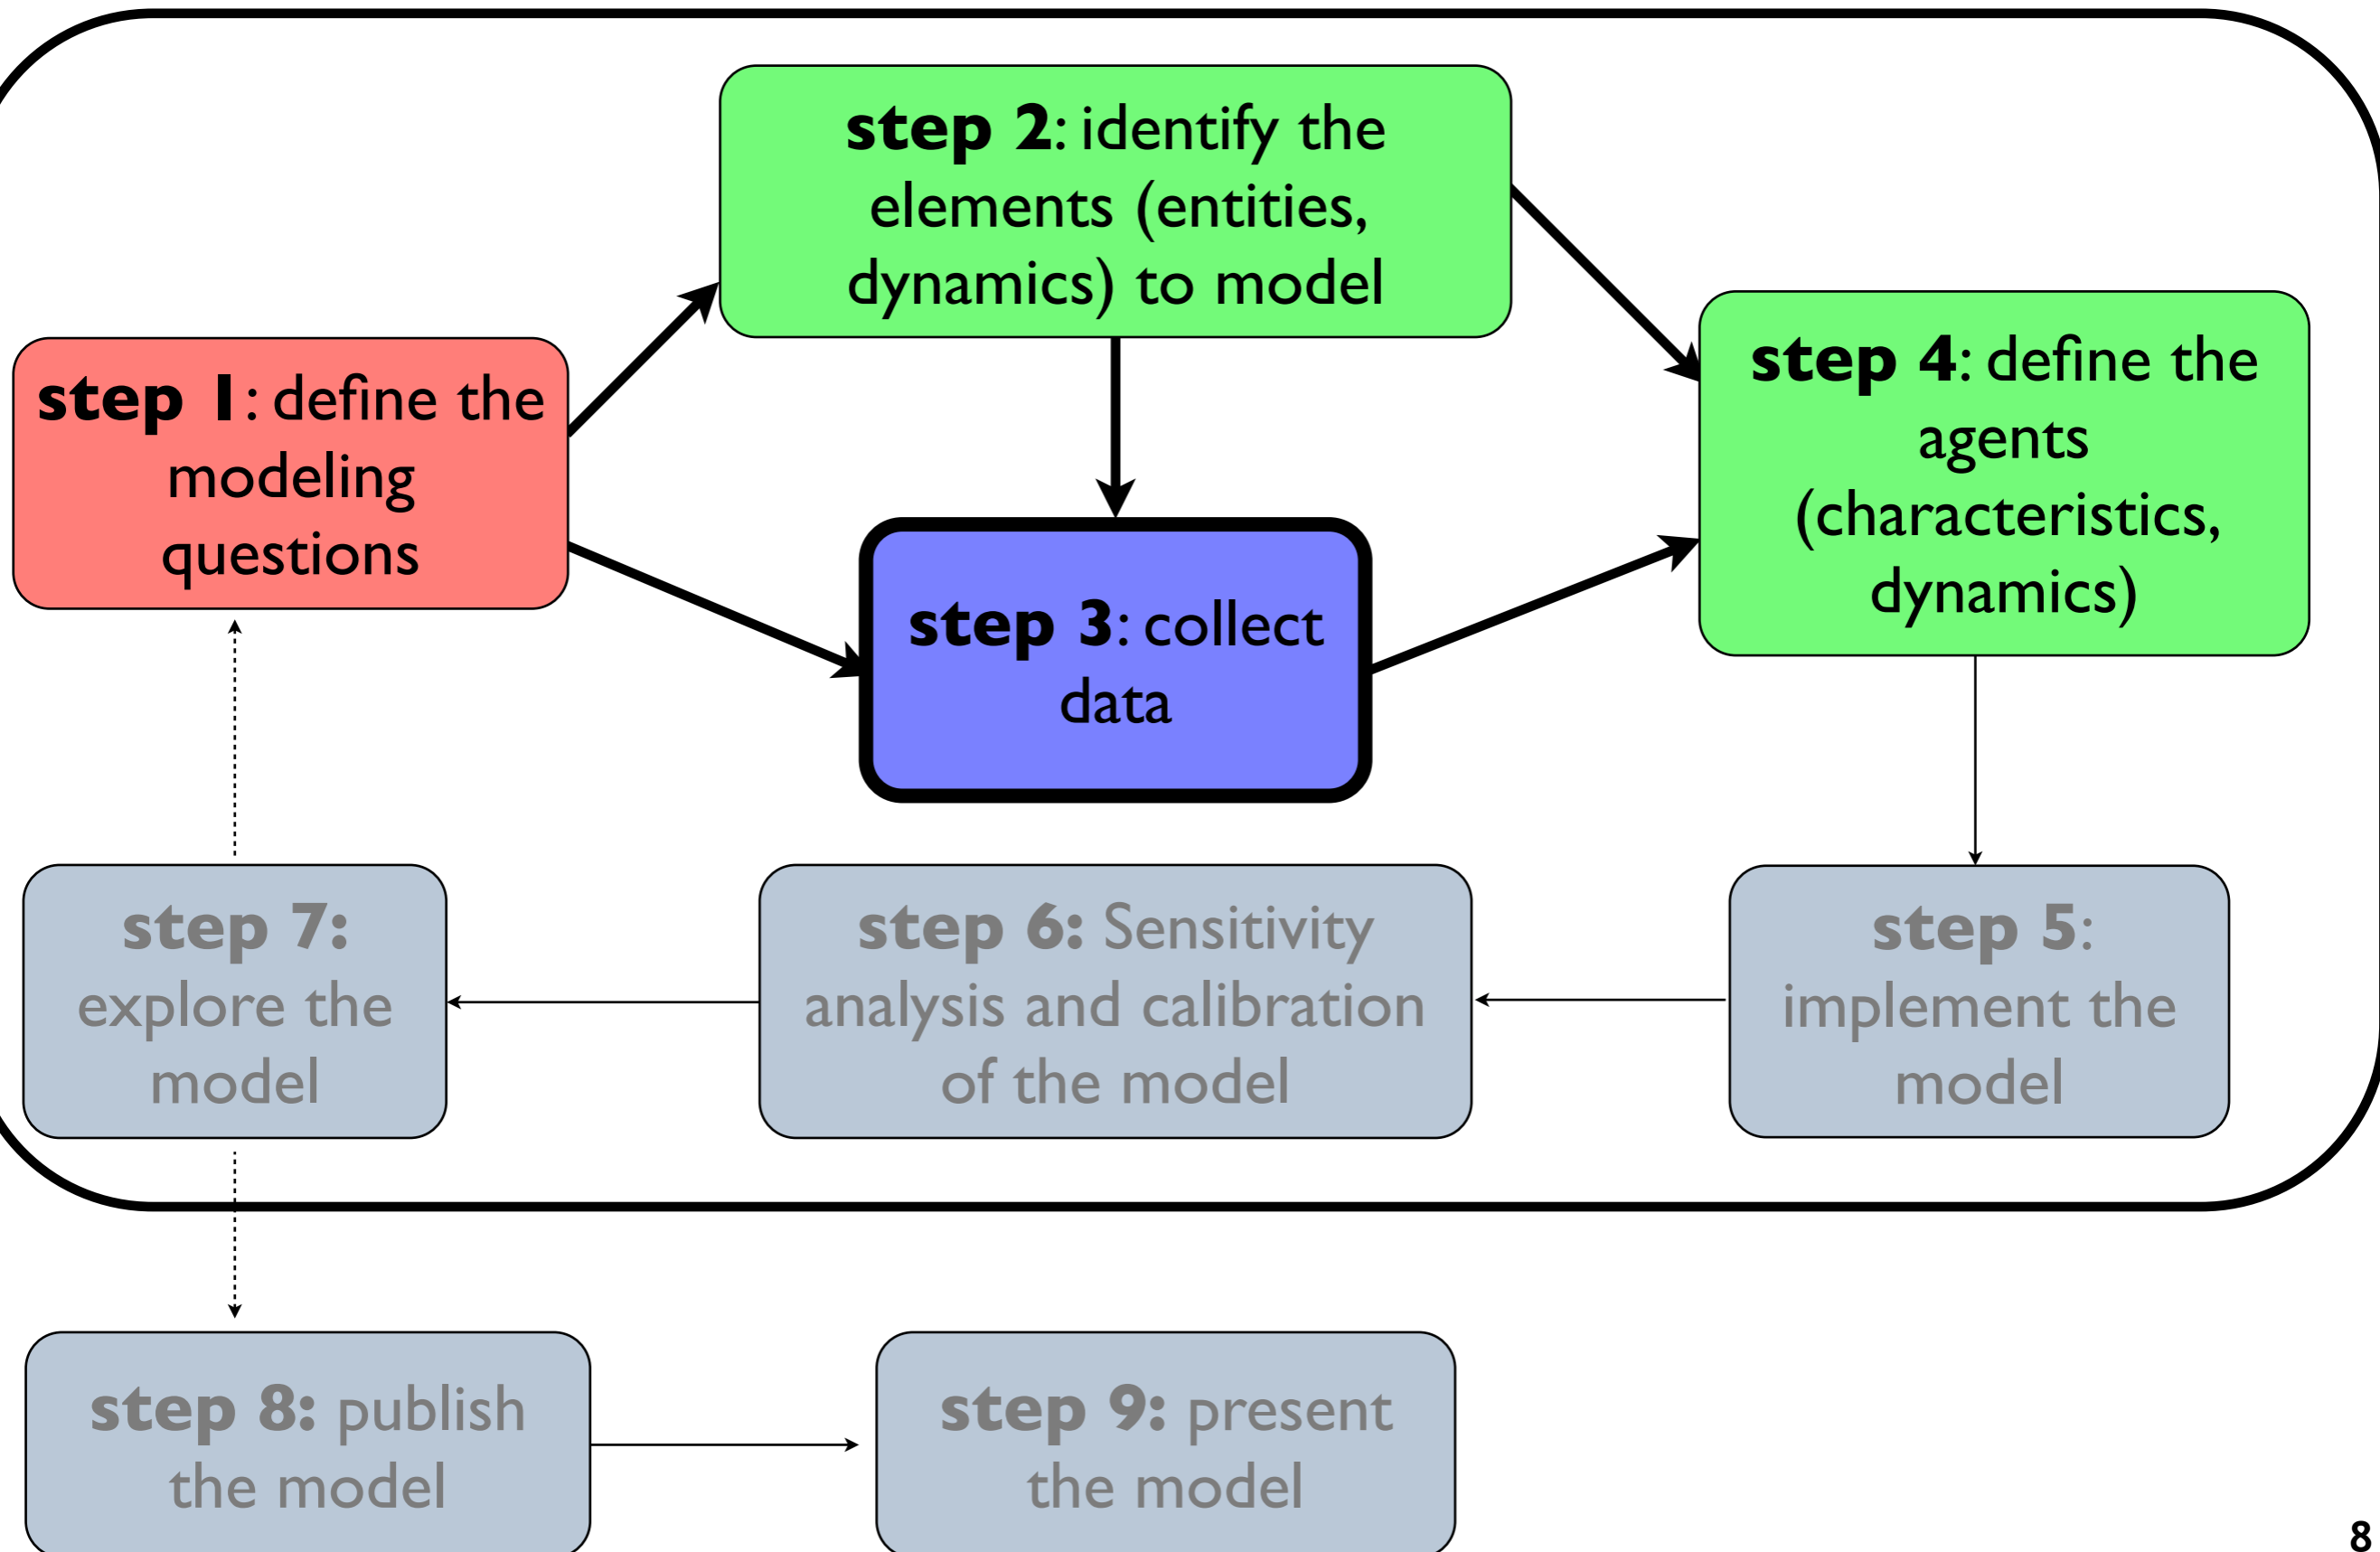 step 1: define the
modeling
questions
step 2: identify the
elements (entities,
dynamics) to model
step 3: collect
data
step 4: define the
agents
(characteristics,
dynamics)
step 5:
implement the
model
step 6: Sensitivity
analysis and calibration
of the model
step 7:
explore the
model
step 8: publish
the model
step 9: present
the model
8